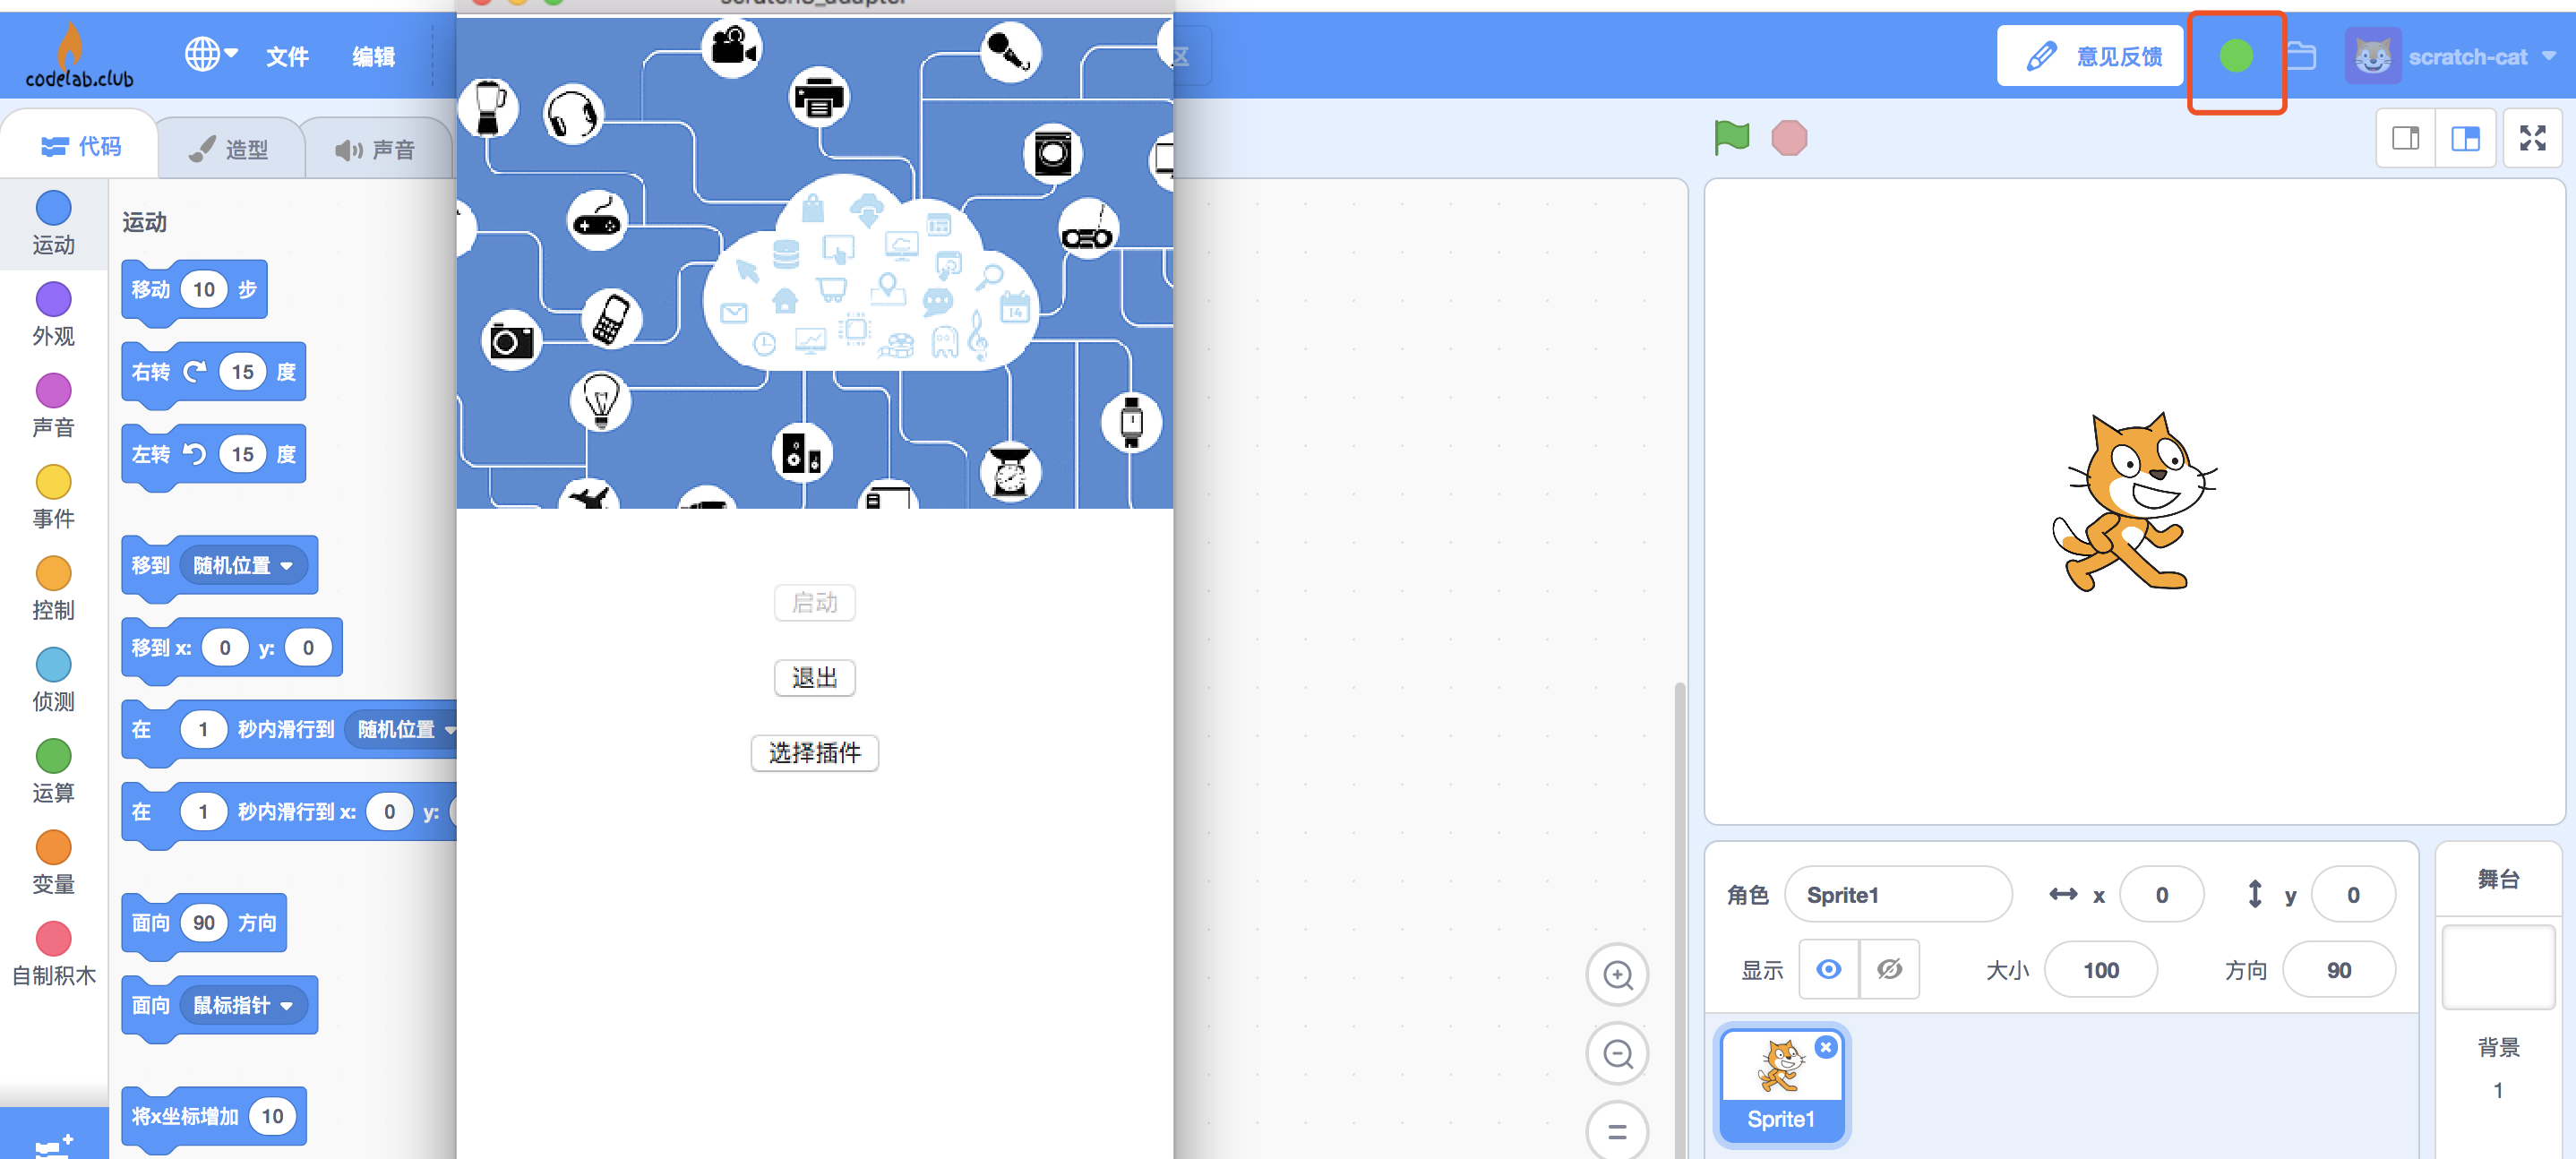 scratch3_adapter
codelab.club
文件
编辑
区
意见反馈
scratch-cat
代码
造型
声音
运动
外观
声音
事件
控制
侦测
运算
变量
自制积木
运动
移动 10 步
右转 15 度
左转 15 度
移到 随机位置
移到 x: 0 y: 0
在 1 秒内滑行到 随机位置
在 1 秒内滑行到 x: 0 y:
面向 90 方向
面向 鼠标指针
将x坐标增加 10
14
启动
退出
选择插件
角色 Sprite1 x 0 y 0
显示 大小 100 方向 90
Sprite1
舞台
背景
1